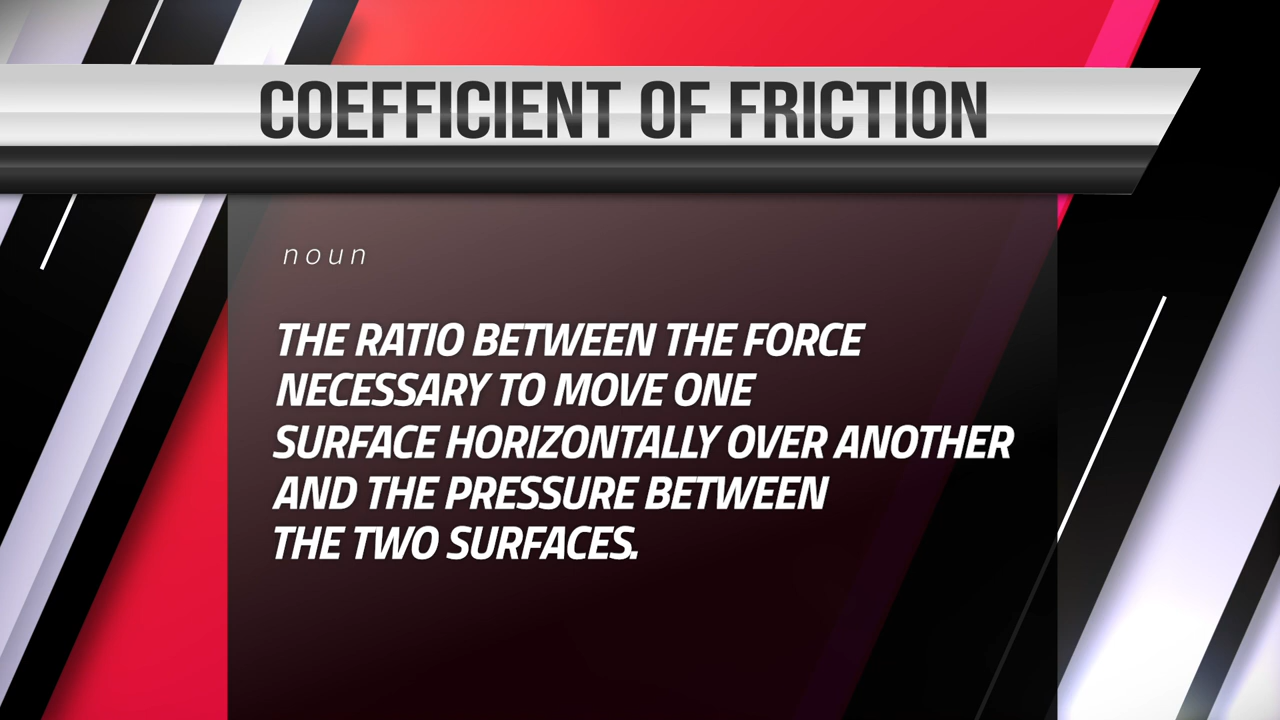 COEFFICIENT OF FRICTION
noun
THE RATIO BETWEEN THE FORCE
NECESSARY TO MOVE ONE
SURFACE HORIZONTALLY OVER ANOTHER
AND THE PRESSURE BETWEEN
THE TWO SURFACES.